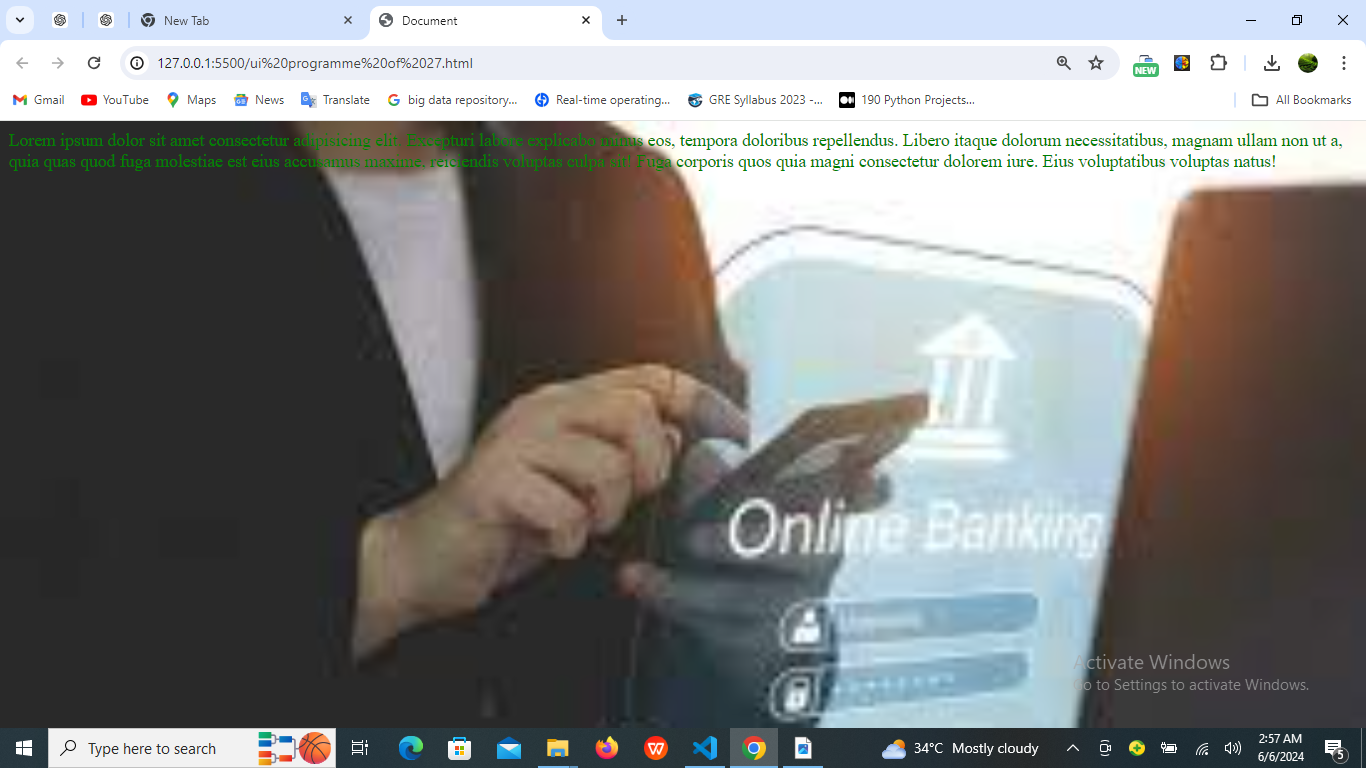 New Tab
Document
127.0.0.1:5500/ui%20programme%20of%2027.html
NEW
Gmail
YouTube
Maps
News
Translate
big data repository...
Real-time operating...
GRE Syllabus 2023 -...
190 Python Projects...
All Bookmarks
Lorem ipsum dolor sit amet consectetur adipisicing elit. Excepturi labore explicabo minus eos, tempora doloribus repellendus. Libero itaque dolorum necessitatibus, magnam ullam non ut a,
quia quas quod fuga molestiae est eius accusamus maxime, reiciendis voluptas culpa sit! Fuga corporis quos quia magni consectetur dolorem iure. Eius voluptatibus voluptas natus!
Online Banking
Activate Windows
Go to Settings to activate Windows.
Type here to search
34°C Mostly cloudy
2:57 AM
6/6/2024
5